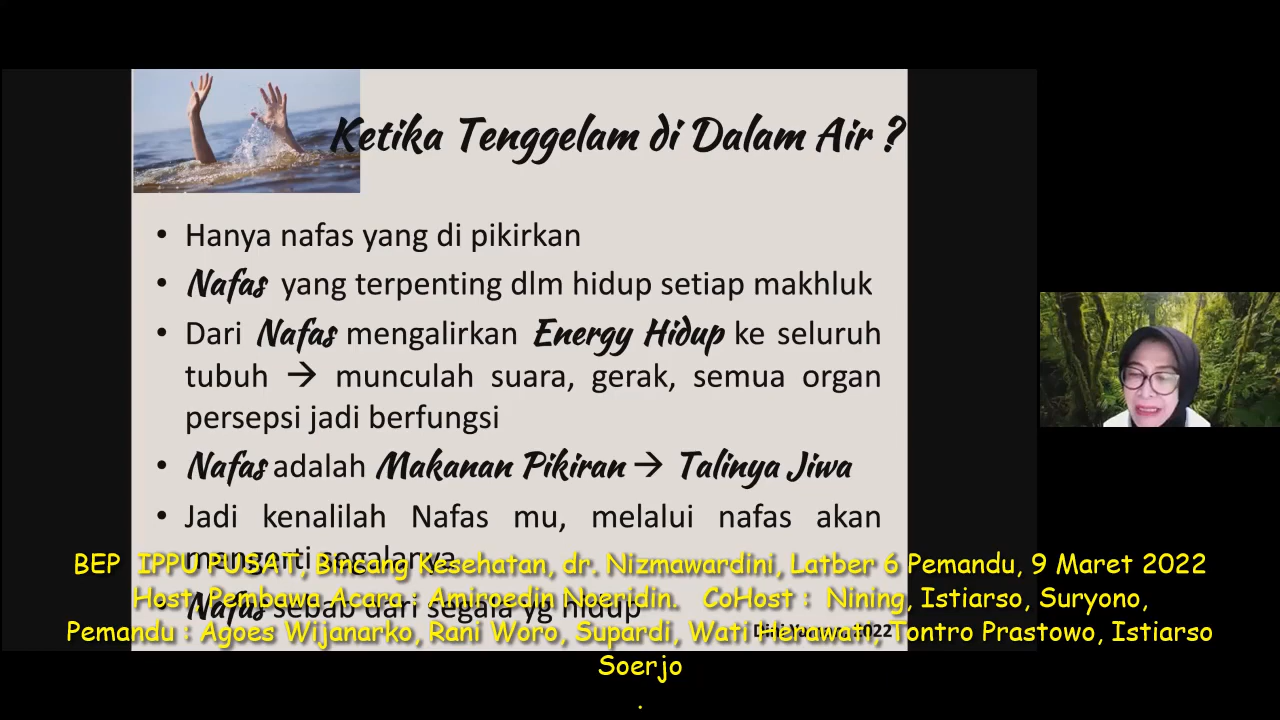 Ketika Tenggelam di Dalam Air ?
• Hanya nafas yang di pikirkan
• Nafas yang terpenting dlm hidup setiap makhluk
• Dari Nafas mengalirkan Energy Hidup ke seluruh
tubuh → munculah suara, gerak, semua organ
persepsi jadi berfungsi
• Nafas adalah Makanan Pikiran → Talinya Jiwa
• Jadi kenalilah Nafas mu, melalui nafas akan
mengerti segalanya
• Nafas sebab dari segala yg hidup
2022
BEP IPPU PUSAT, Bincang Kesehatan, dr. Nizmawardini, Latber 6 Pemandu, 9 Maret 2022
Host, Pembawa Acara : Amiroedin Noeridin. CoHost : Nining, Istiarso, Suryono,
Pemandu : Agoes Wijanarko, Rani Woro, Supardi, Wati Herawati, Tontro Prastowo, Istiarso
Soerjo
.